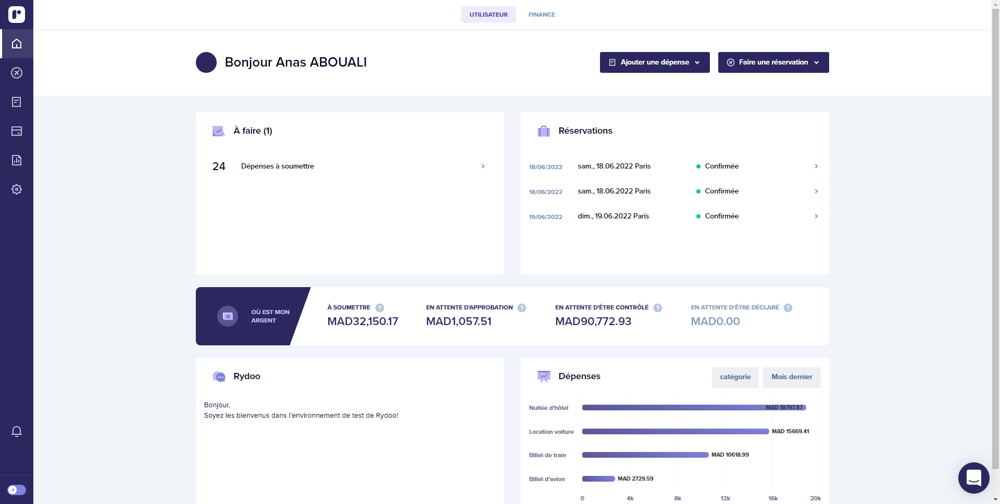 UTILISATEUR
FINANCE
Bonjour Anas ABOUALI
Ajouter une dépense
Faire une réservation
À faire (1)
24 Dépenses à soumettre
Réservations
18/06/2022 sam., 18.06.2022 Paris Confirmée
18/06/2022 sam., 18.06.2022 Paris Confirmée
19/06/2022 dim., 19.06.2022 Paris Confirmée
OÙ EST MON
ARGENT
À SOUMETTRE ?
MAD32,150.17
EN ATTENTE D'APPROBATION ?
MAD1,057.51
EN ATTENTE D'ÊTRE CONTRÔLÉ ?
MAD90,772.93
EN ATTENTE D'ÊTRE DÉCLARÉ ?
MAD0.00
Rydoo
Bonjour,
Soyez les bienvenus dans l'environnement de test de Rydoo!
Dépenses
catégorie
Mois dernier
Nuitée d'hôtel MAD 18797.87
Location voiture MAD 15669.41
Billet de train MAD 10618.99
Billet d'avion MAD 2729.59
0 4k 8k 12k 16k 20k